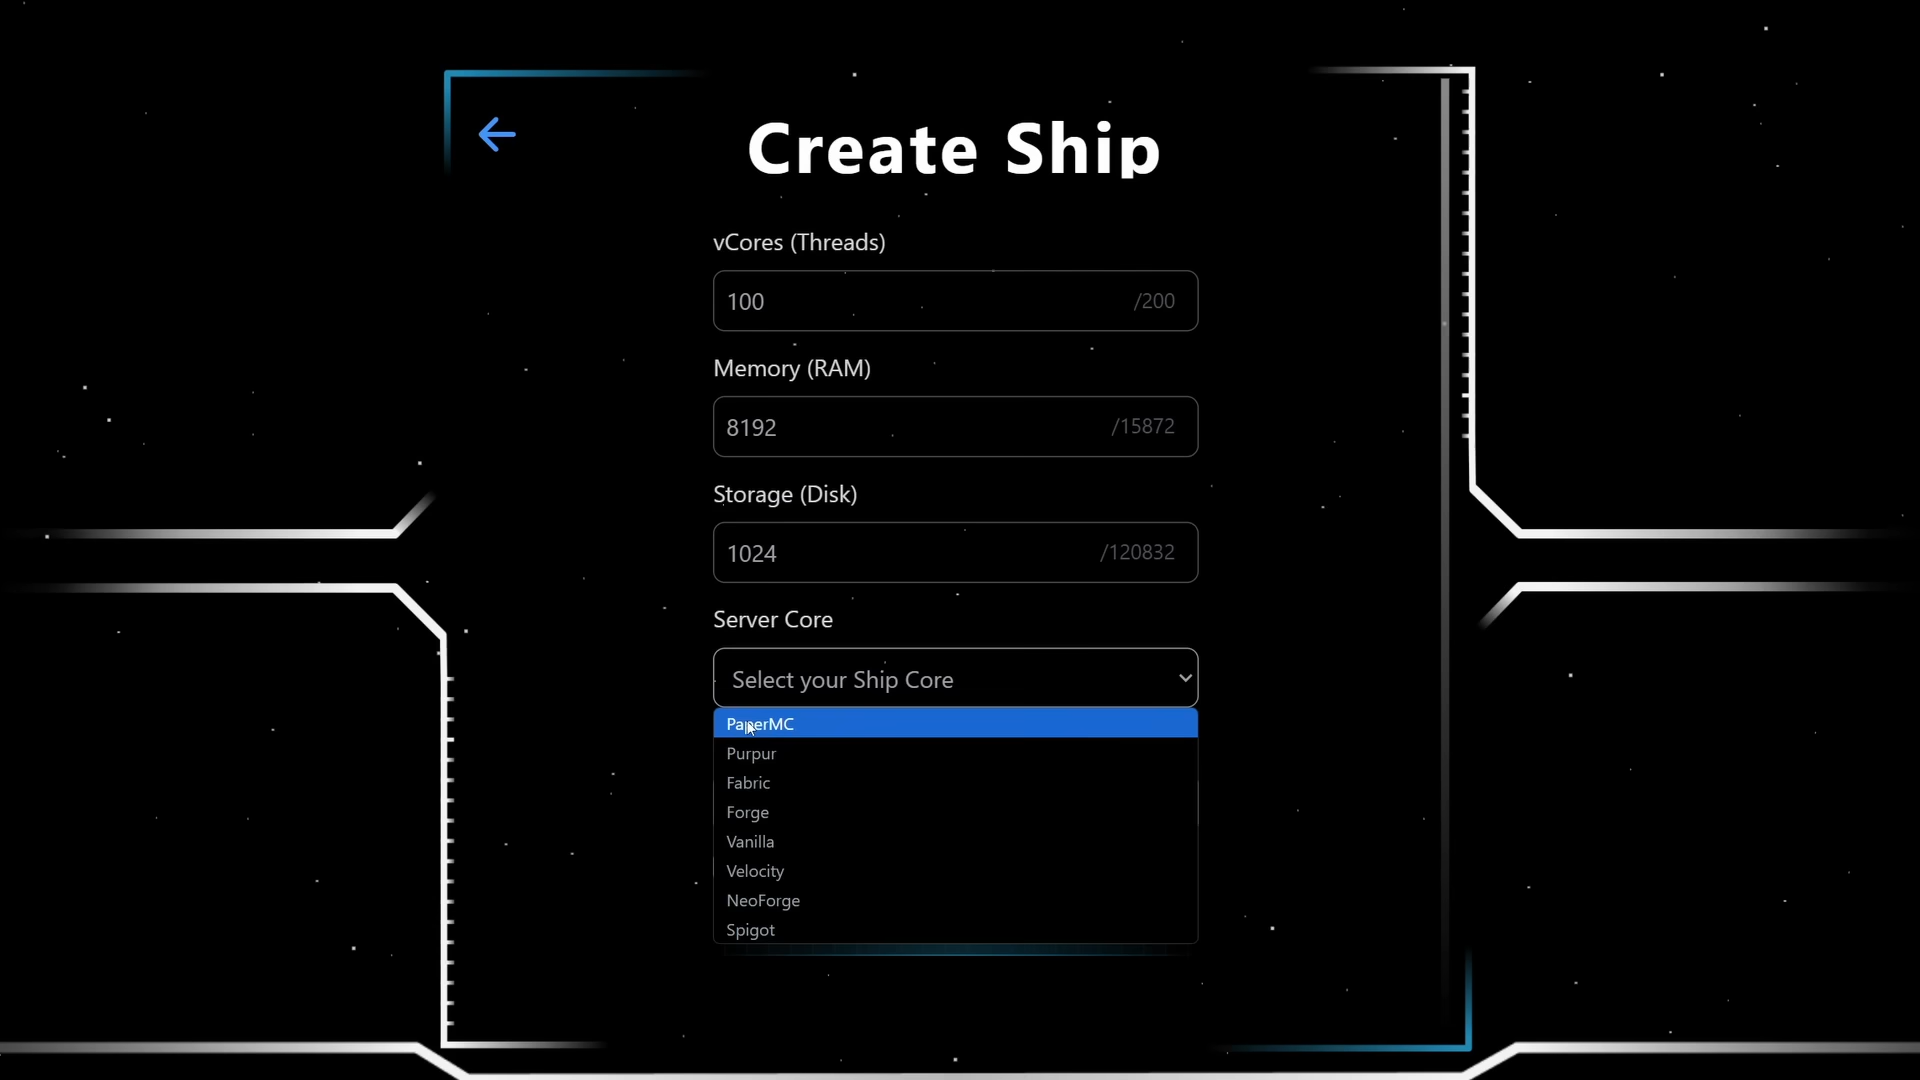 Create Ship
vCores (Threads)
100 /200
Memory (RAM)
8192 /15872
Storage (Disk)
1024 /120832
Server Core
Select your Ship Core
PaperMC
Purpur
Fabric
Forge
Vanilla
Velocity
NeoForge
Spigot